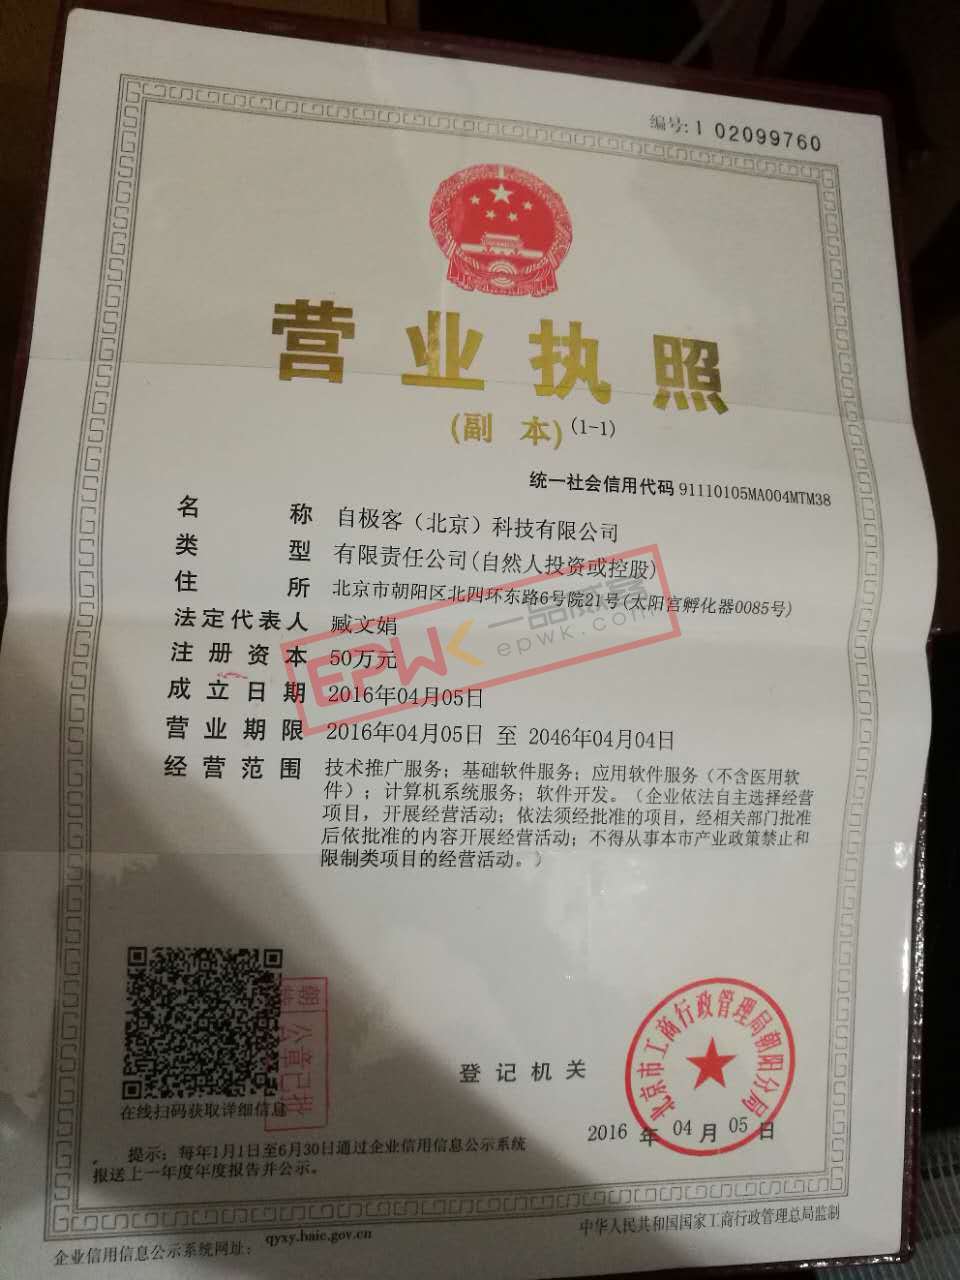 编号:1 02099760
营业执照
(副 本)(1-1)
统一社会信用代码 91110105MA004MTM38
名 称 自极客（北京）科技有限公司
类 型 有限责任公司(自然人投资或控股)
住 所 北京市朝阳区北四环东路6号院21号(太阳宫孵化器0085号)
法定代表人 臧文娟
注册资本 50万元
成立日期 2016年04月05日
营业期限 2016年04月05日 至 2046年04月04日
经营范围 技术推广服务；基础软件服务；应用软件服务（不含医用软
件）；计算机系统服务；软件开发。（企业依法自主选择经营
项目，开展经营活动；依法须经批准的项目，经相关部门批准
后依批准的内容开展经营活动；不得从事本市产业政策禁止和
限制类项目的经营活动。）
EPWK 一品威客
epwk.com
在线扫码获取详细信息
公章已
登记机关
北京市工商行政管理局朝阳分局
2016 年 04 月 05 日
提示：每年1月1日至6月30日通过企业信用信息公示系统
报送上一年度年度报告并公示。
企业信用信息公示系统网址： qyxy.baic.gov.cn
中华人民共和国国家工商行政管理总局监制